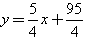 y = 5/4 x + 95/4